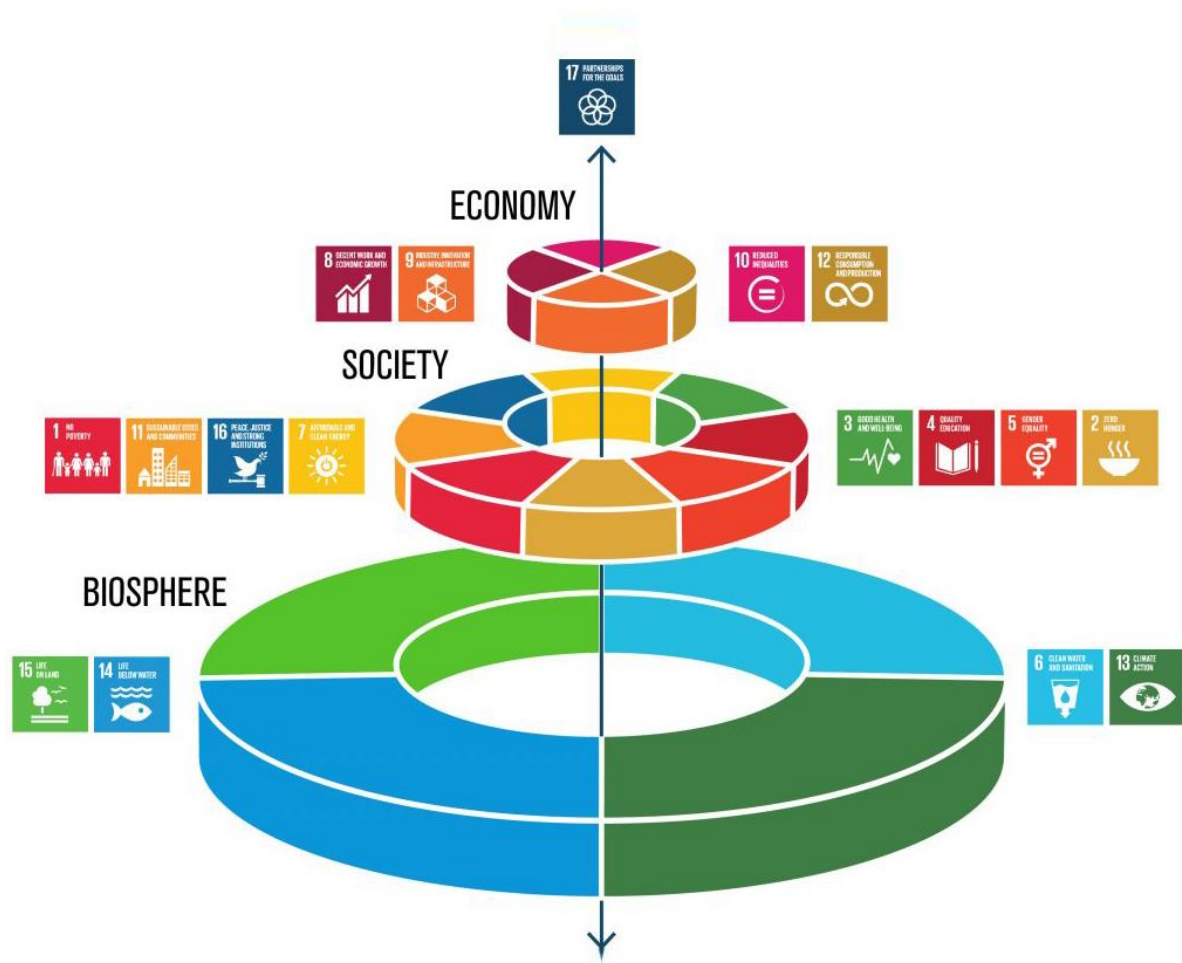 17 PARTNERSHIPS
FOR THE GOALS
ECONOMY
8 DECENT WORK AND
ECONOMIC GROWTH
9 INDUSTRY, INNOVATION
AND INFRASTRUCTURE
10 REDUCED
INEQUALITIES
12 RESPONSIBLE
CONSUMPTION
AND PRODUCTION
SOCIETY
1 NO
POVERTY
11 SUSTAINABLE CITIES
AND COMMUNITIES
16 PEACE, JUSTICE
AND STRONG
INSTITUTIONS
7 AFFORDABLE AND
CLEAN ENERGY
3 GOOD HEALTH
AND WELL-BEING
4 QUALITY
EDUCATION
5 GENDER
EQUALITY
2 ZERO
HUNGER
BIOSPHERE
15 LIFE
ON LAND
14 LIFE
BELOW WATER
6 CLEAN WATER
AND SANITATION
13 CLIMATE
ACTION